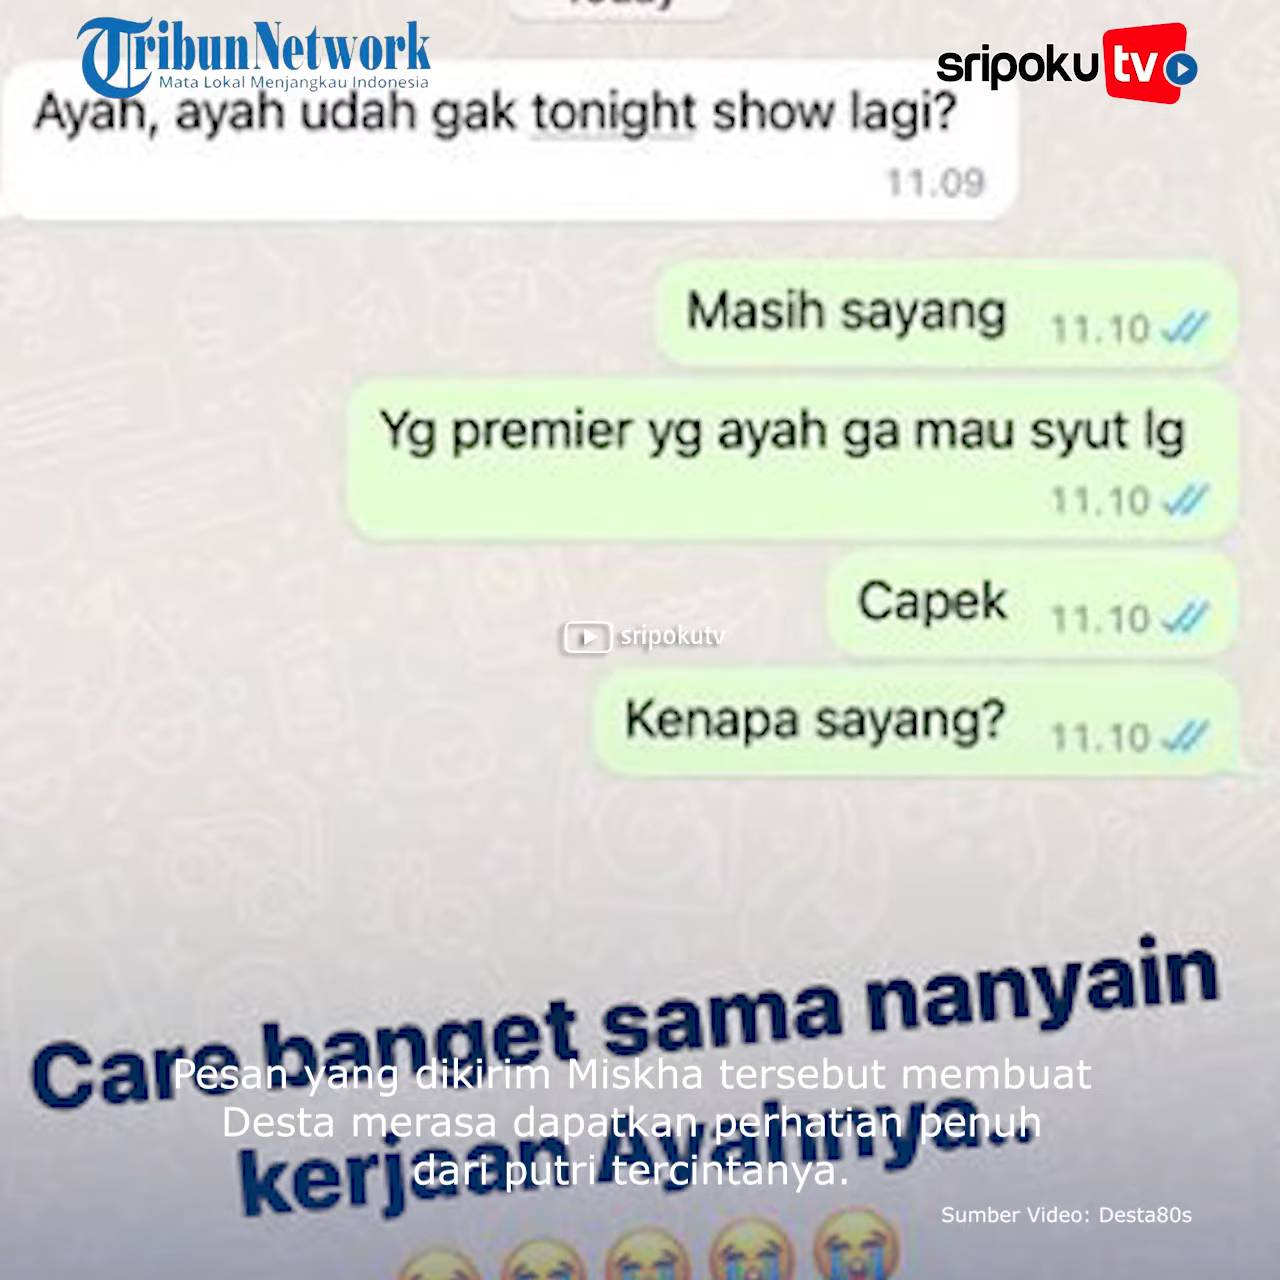 Today
TribunNetwork
Mata Lokal Menjangkau Indonesia
sripoku tv
Ayah, ayah udah gak tonight show lagi?
11.09
Masih sayang 11.10
Yg premier yg ayah ga mau syut lg
11.10
Capek 11.10
sripokutv
Kenapa sayang? 11.10
Care banget sama nanyain
kerjaan Ayahnya..
Pesan yang dikirim Miskha tersebut membuat
Desta merasa dapatkan perhatian penuh
dari putri tercintanya.
Sumber Video: Desta80s